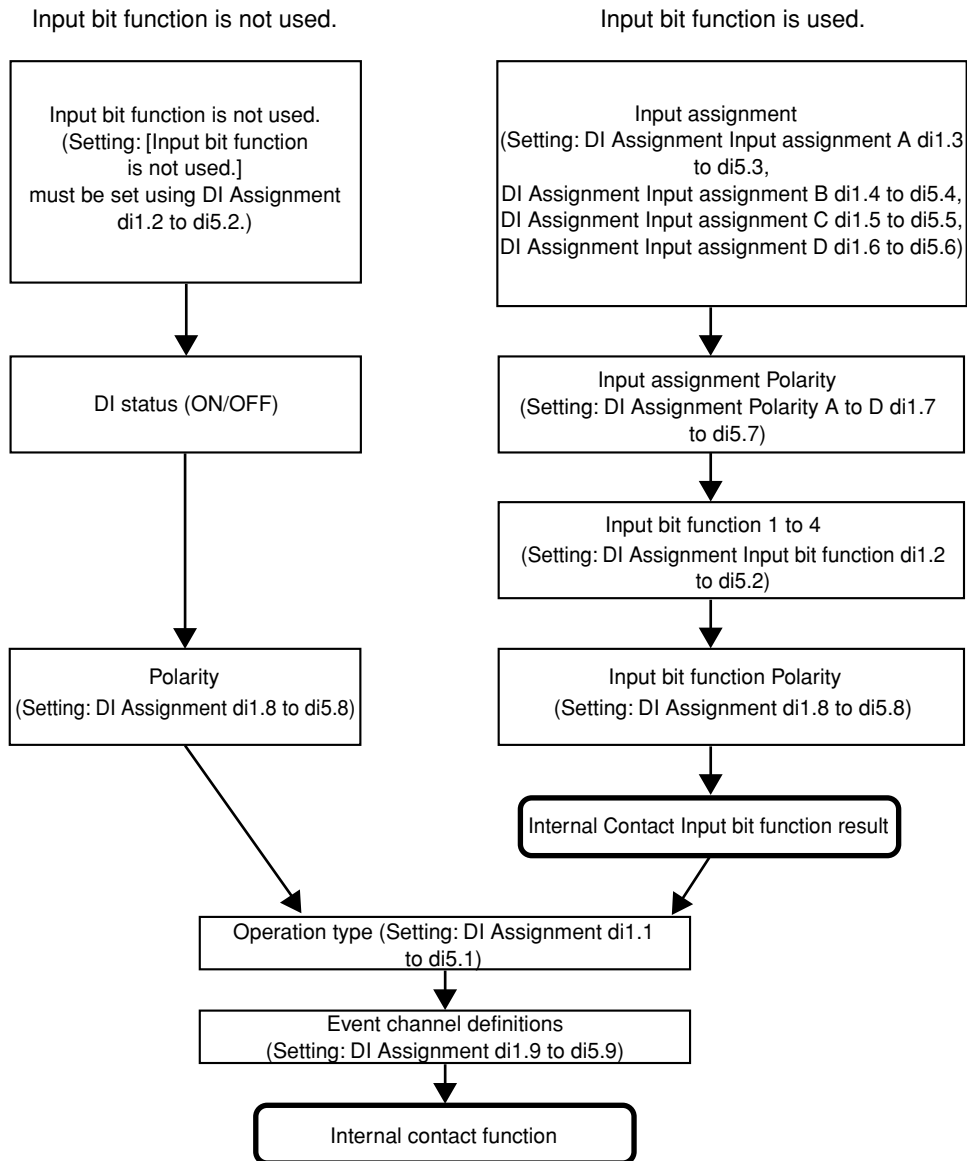 Input bit function is not used.
Input bit function is not used.
(Setting: [Input bit function
is not used.]
must be set using DI Assignment
di1.2 to di5.2.)
DI status (ON/OFF)
Polarity
(Setting: DI Assignment di1.8 to di5.8)
Input bit function is used.
Input assignment
(Setting: DI Assignment Input assignment A di1.3
to di5.3,
DI Assignment Input assignment B di1.4 to di5.4,
DI Assignment Input assignment C di1.5 to di5.5,
DI Assignment Input assignment D di1.6 to di5.6)
Input assignment Polarity
(Setting: DI Assignment Polarity A to D di1.7
to di5.7)
Input bit function 1 to 4
(Setting: DI Assignment Input bit function di1.2
to di5.2)
Input bit function Polarity
(Setting: DI Assignment di1.8 to di5.8)
Internal Contact Input bit function result
Operation type (Setting: DI Assignment di1.1
to di5.1)
Event channel definitions
(Setting: DI Assignment di1.9 to di5.9)
Internal contact function